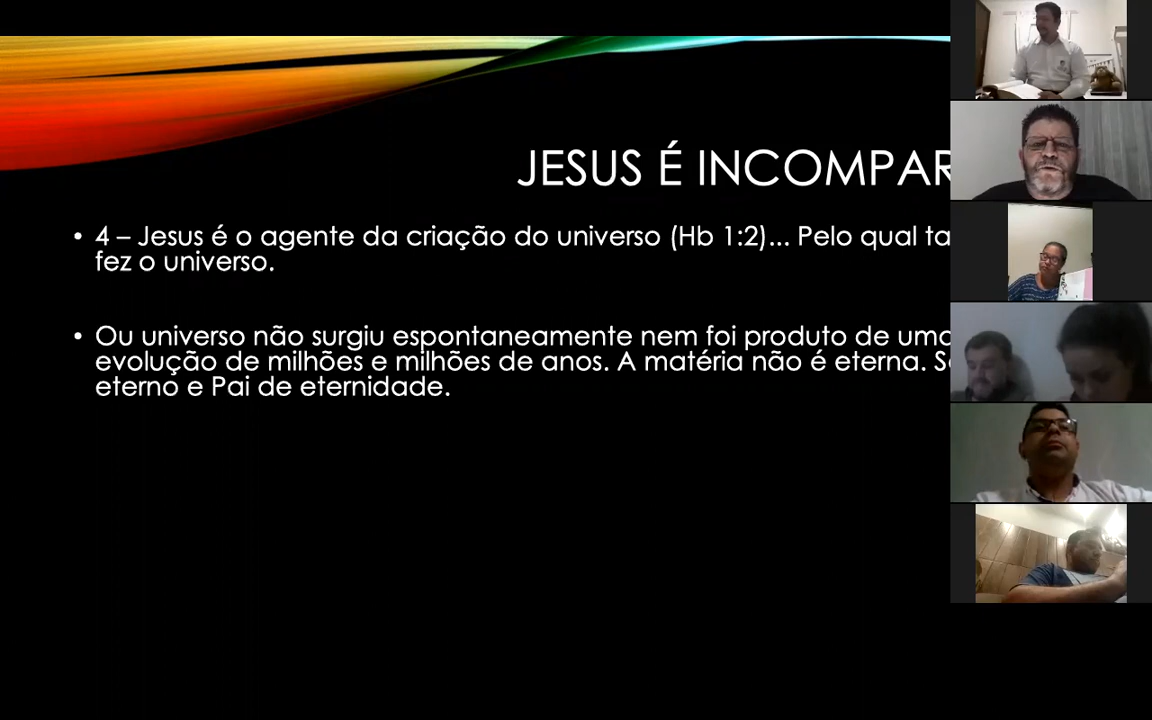 JESUS É INCOMPAR
• 4 – Jesus é o agente da criação do universo (Hb 1:2)... Pelo qual ta
fez o universo.
• Ou universo não surgiu espontaneamente nem foi produto de uma
evolução de milhões e milhões de anos. A matéria não é eterna. S
eterno e Pai de eternidade.